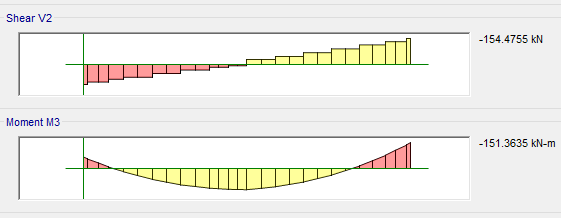 Shear V2
-154.4755 kN
Moment M3
-151.3635 kN-m